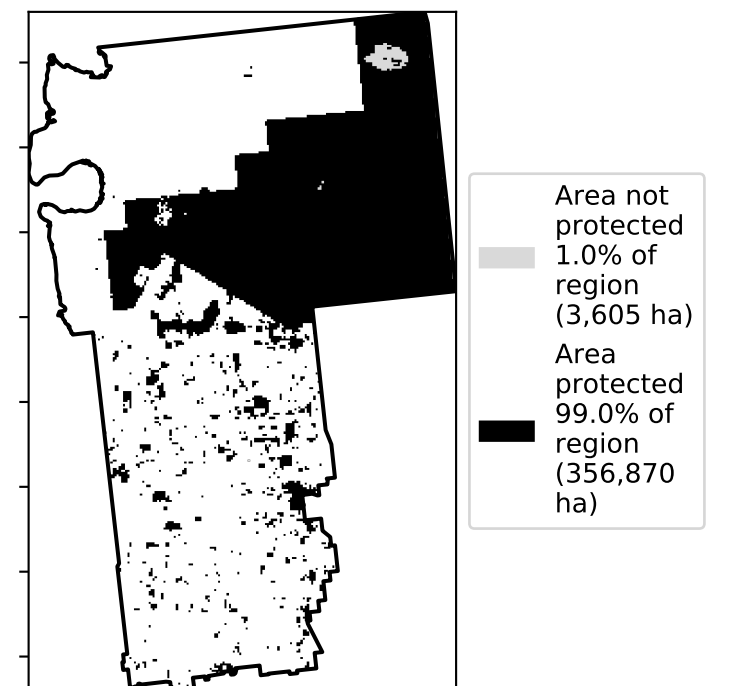 Area not
protected
1.0% of
region
(3,605 ha)
Area
protected
99.0% of
region
(356,870
ha)